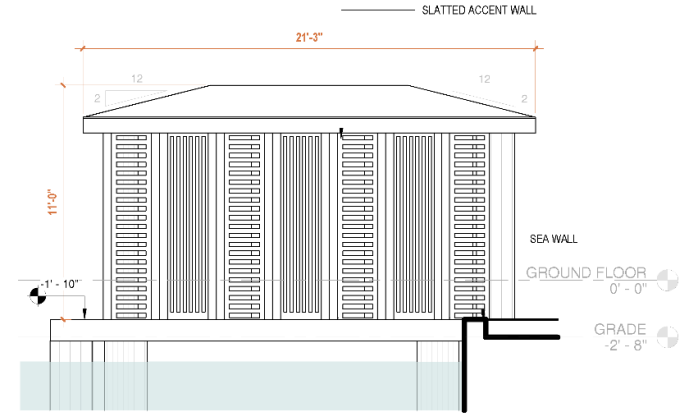 SLATTED ACCENT WALL
21'-3"
12
2
12
2
11'-0"
SEA WALL
GROUND FLOOR
0' - 0"
-1' - 10"
GRADE
-2' - 8"